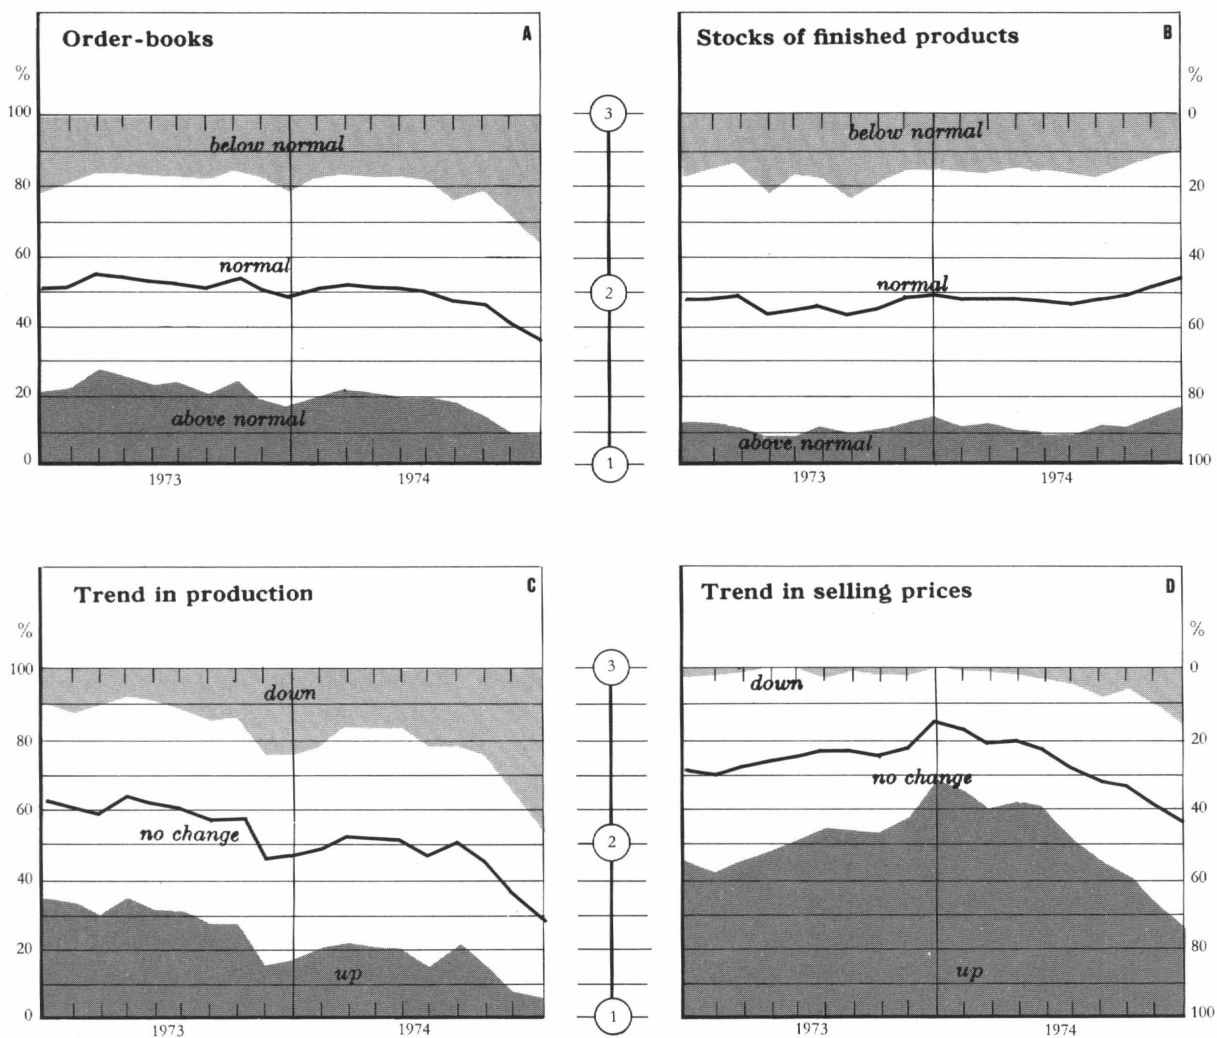 Order-books A
%
100
80
60
40
20
0
below normal
normal
above normal
1973 1974
3
2
1
Stocks of finished products B
%
0
20
40
60
80
100
below normal
normal
above normal
1973 1974
Trend in production C
%
100
80
60
40
20
0
down
no change
up
1973 1974
3
2
1
Trend in selling prices D
%
0
20
40
60
80
100
down
no change
up
1973 1974